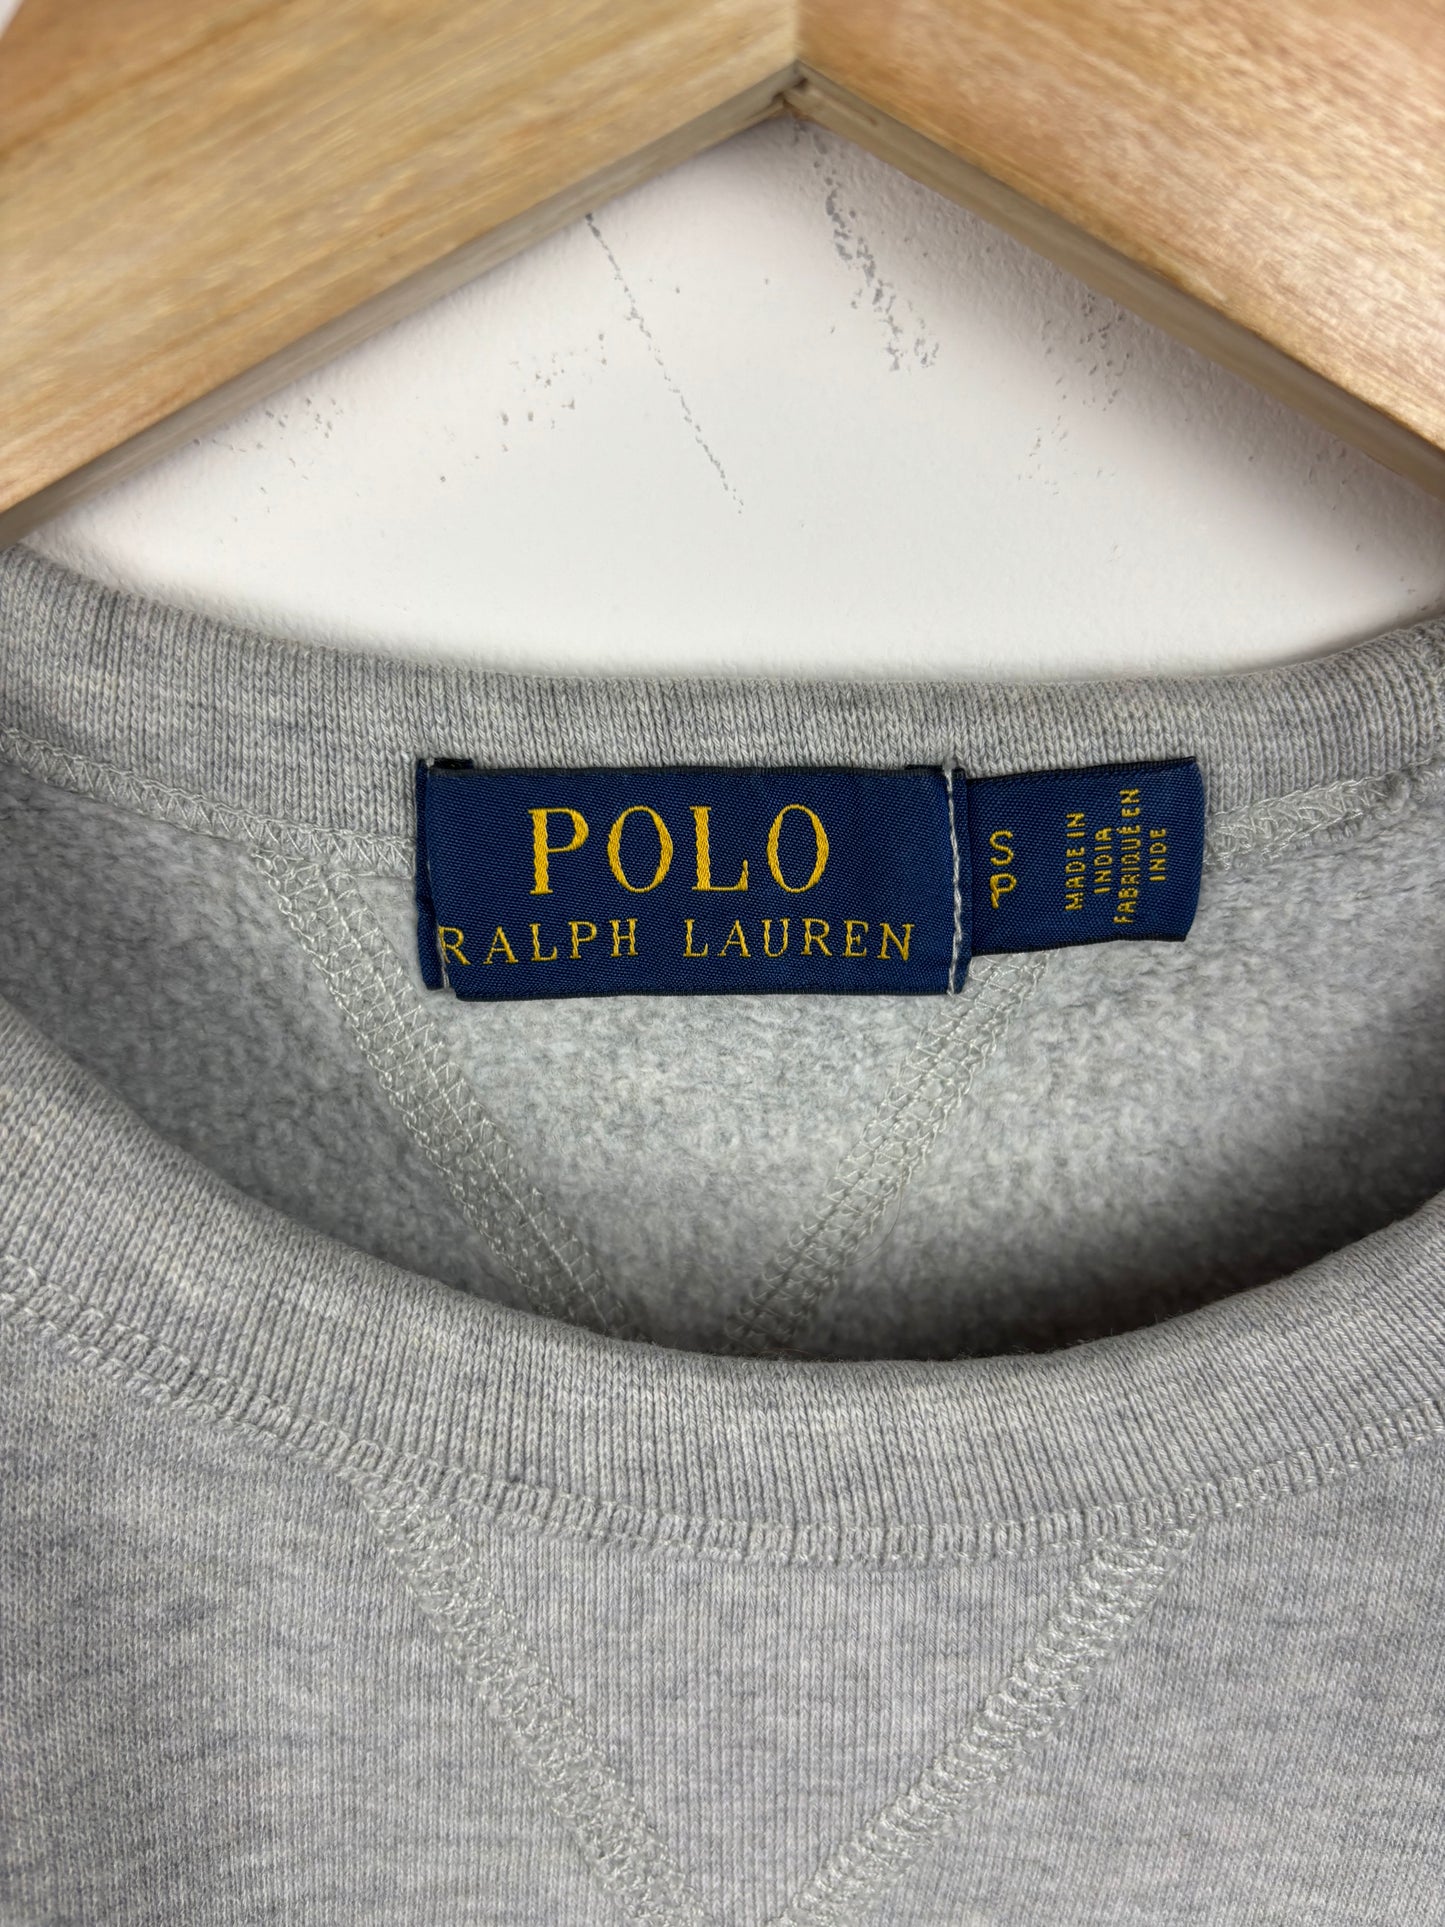 POLO
RALPH LAUREN
S
P
MADE IN
INDIA
FABRIQUÉ EN
INDE